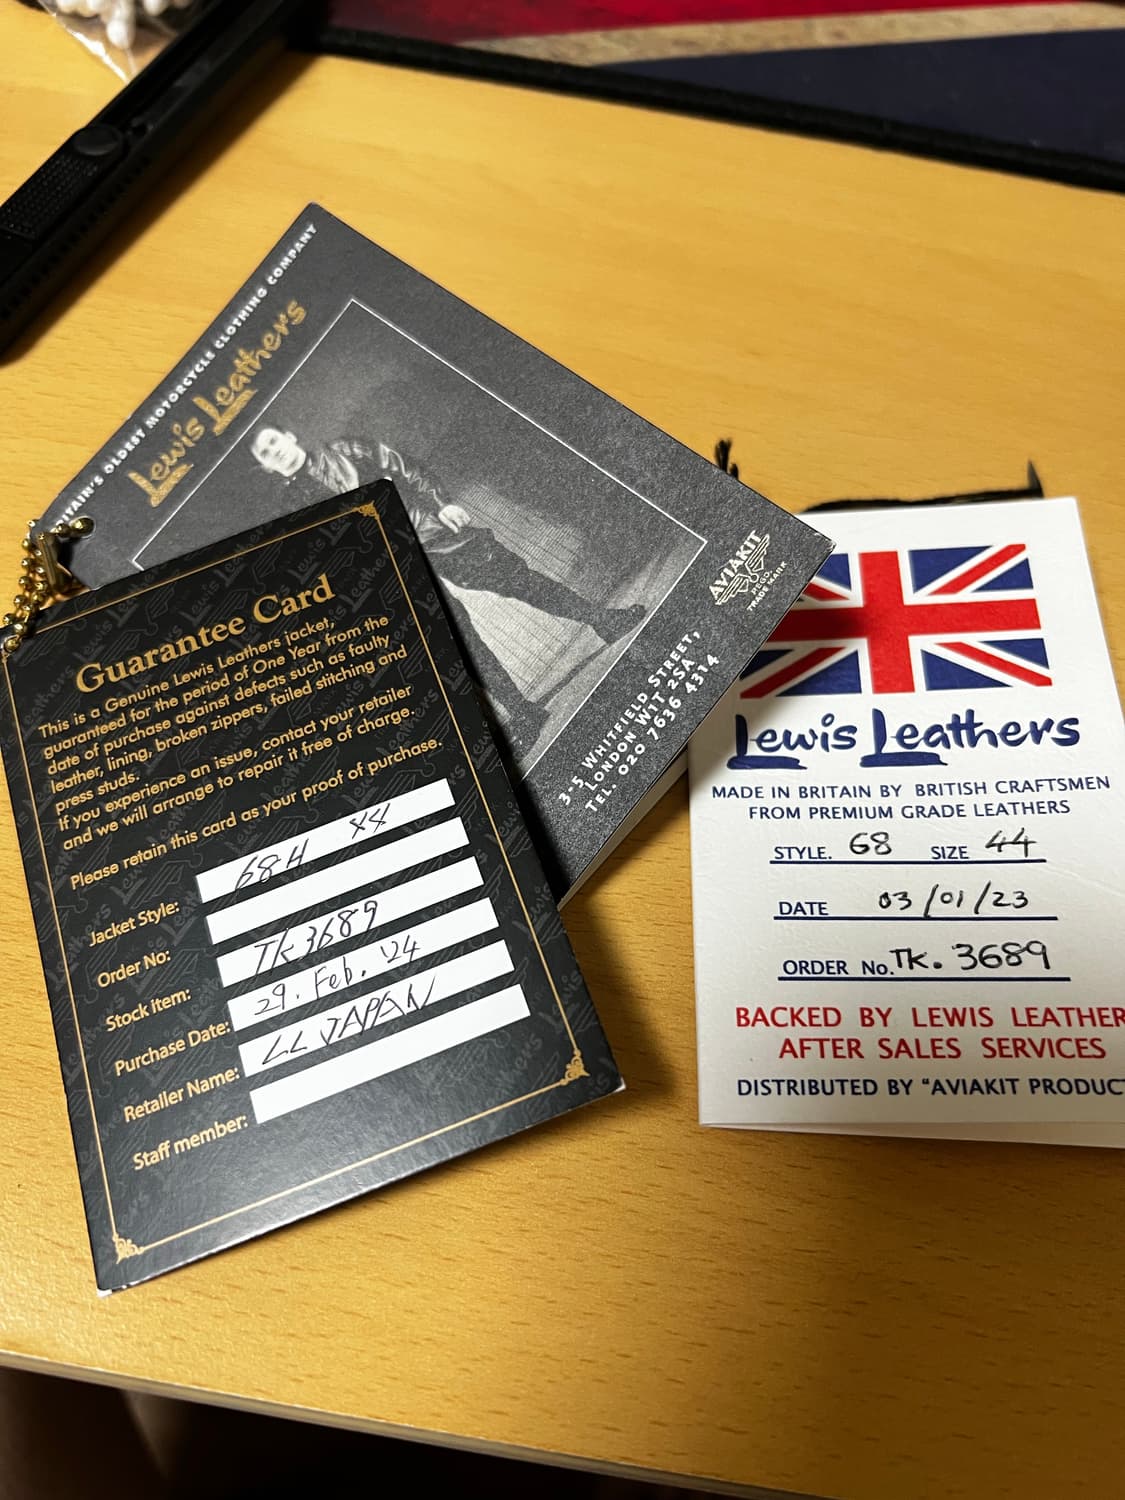 BRITAIN'S OLDEST MOTORCYCLE CLOTHING COMPANY
Lewis Leathers
AVIAKIT
REGD.
TRADE MARK
3-5 WHITFIELD STREET,
LONDON W1T 2SA
TEL. 020 7636 4314
Guarantee Card
This is a Genuine Lewis Leathers jacket,
guaranteed for the period of One Year from the
date of purchase against defects such as faulty
leather, lining, broken zippers, failed stitching and
press studs.
If you experience an issue, contact your retailer
and we will arrange to repair it free of charge.
Please retain this card as your proof of purchase.
Jacket Style: 68H 44
Order No:
Stock item: TK3689
Purchase Date: 29. Feb. '24
Retailer Name: LL JAPAN
Staff member:
Lewis Leathers
MADE IN BRITAIN BY BRITISH CRAFTSMEN
FROM PREMIUM GRADE LEATHERS
STYLE. 68 SIZE 44
DATE 03/01/23
ORDER No. TK. 3689
BACKED BY LEWIS LEATHER
AFTER SALES SERVICES
DISTRIBUTED BY "AVIAKIT PRODUCT